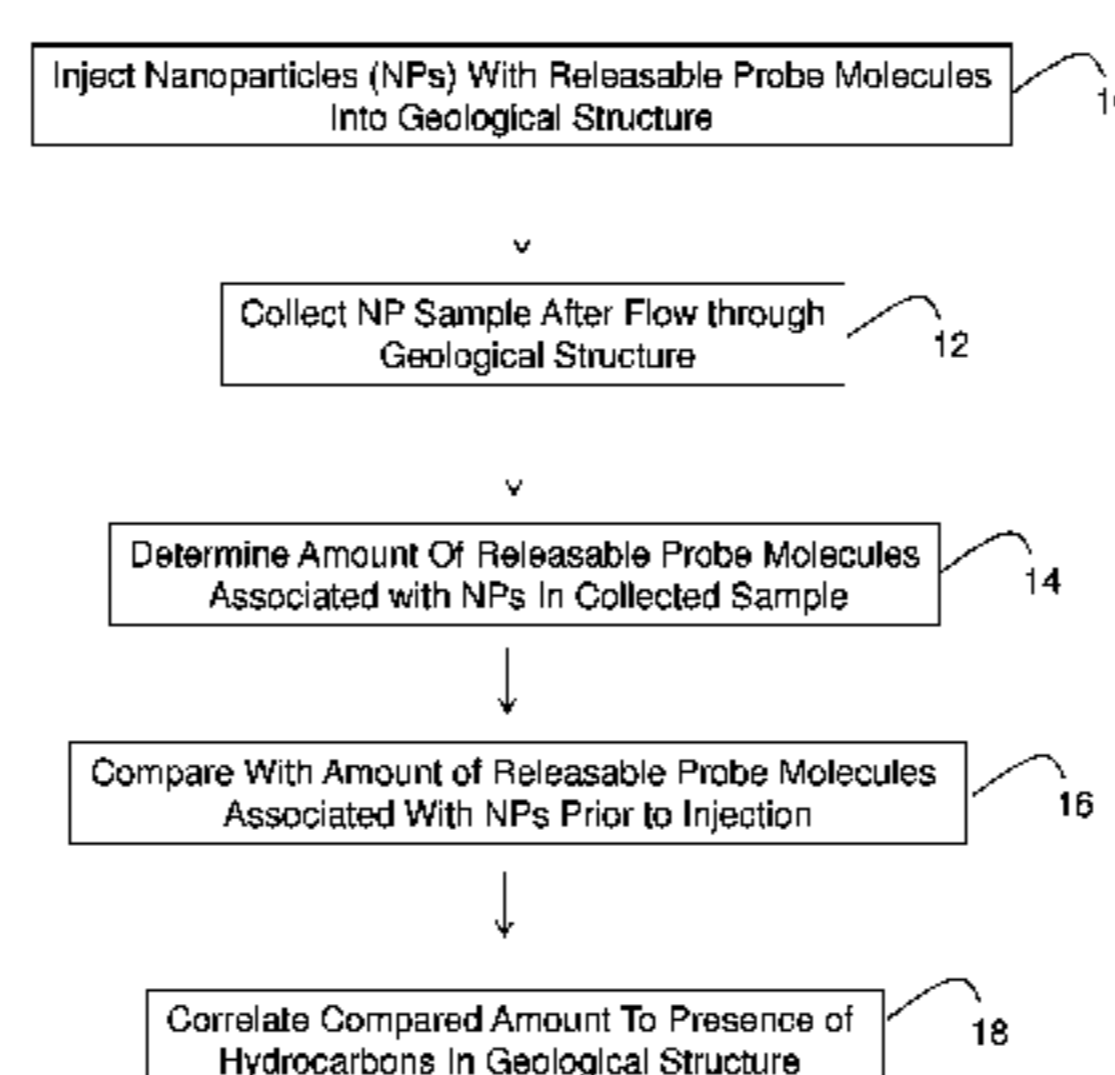 Inject Nanoparticles (NPs) With Releasable Probe Molecules
Into Geological Structure
Collect NP Sample After Flow through
Geological Structure
12
Determine Amount Of Releasable Probe Molecules
Associated with NPs In Collected Sample
14
Compare With Amount of Releasable Probe Molecules
Associated With NPs Prior to Injection
16
Correlate Compared Amount To Presence of
Hydrocarbons In Geological Structure
18